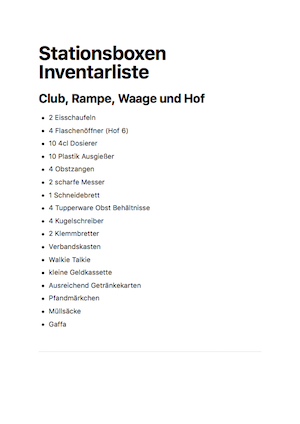 Stationsboxen
Inventarliste
Club, Rampe, Waage und Hof
• 2 Eisschaufeln
• 4 Flaschenöffner (Hof 6)
• 10 4cl Dosierer
• 10 Plastik Ausgießer
• 4 Obstzangen
• 2 scharfe Messer
• 1 Schneidebrett
• 4 Tupperware Obst Behältnisse
• 4 Kugelschreiber
• 2 Klemmbretter
• Verbandskasten
• Walkie Talkie
• kleine Geldkassette
• Ausreichend Getränkekarten
• Pfandmärkchen
• Müllsäcke
• Gaffa